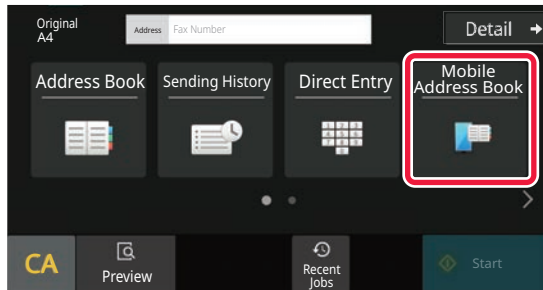 Original
A4
Address Fax Number
Detail
Address Book
Sending History
Direct Entry
Mobile
Address Book
CA
Preview
Recent
Jobs
Start